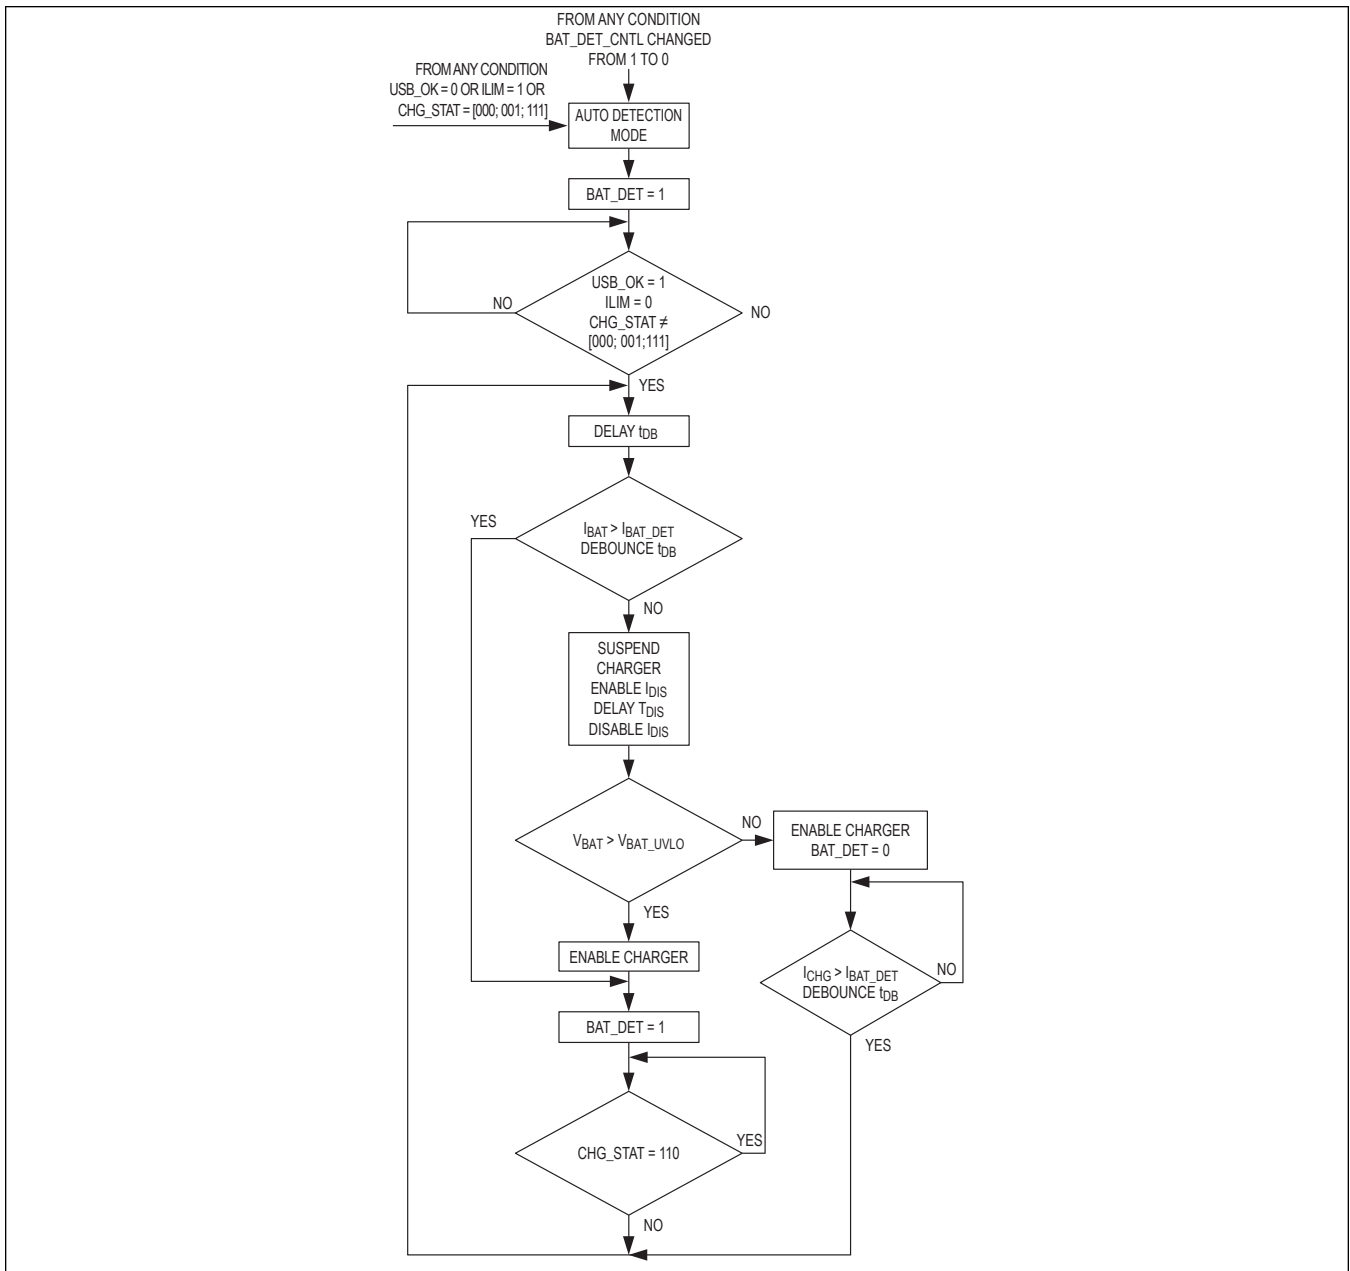 FROM ANY CONDITION
BAT_DET_CNTL CHANGED
FROM 1 TO 0
FROM ANY CONDITION
USB_OK = 0 OR ILIM = 1 OR
CHG_STAT = [000; 001; 111]
AUTO DETECTION
MODE
BAT_DET = 1
USB_OK = 1
ILIM = 0
CHG_STAT ≠
[000; 001;111]
NO
NO
YES
DELAY tDB
YES
IBAT > IBAT_DET
DEBOUNCE tDB
NO
SUSPEND
CHARGER
ENABLE IDIS
DELAY TDIS
DISABLE IDIS
VBAT > VBAT_UVLO
NO
ENABLE CHARGER
BAT_DET = 0
YES
ENABLE CHARGER
ICHG > IBAT_DET
DEBOUNCE tDB
NO
YES
BAT_DET = 1
CHG_STAT = 110
YES
NO